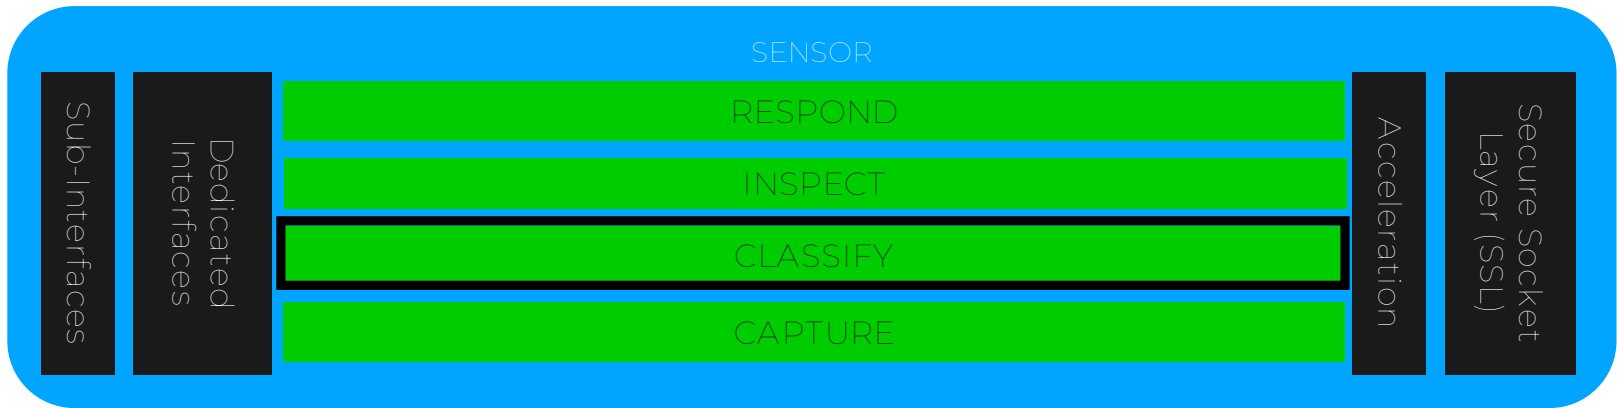 SENSOR
Sub-Interfaces
Dedicated
Interfaces
RESPOND
INSPECT
CLASSIFY
CAPTURE
Acceleration
Secure Socket
Layer (SSL)